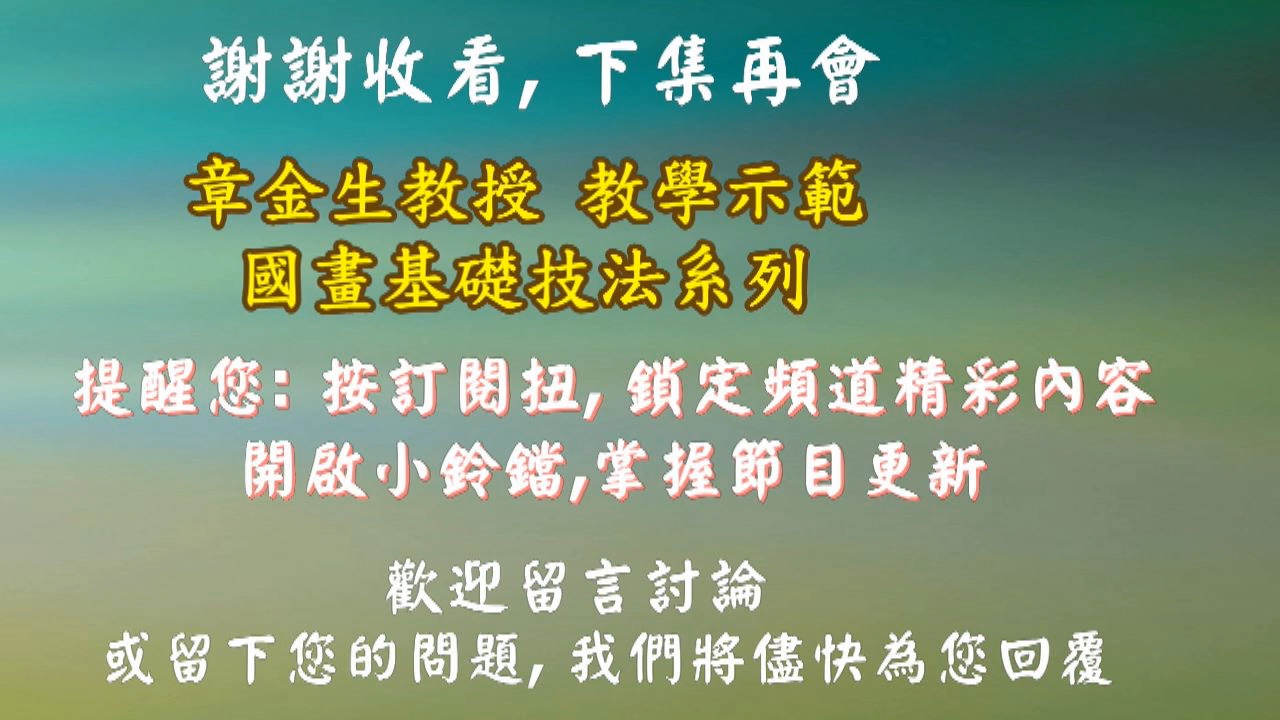 謝謝收看, 下集再會
章金生教授 教學示範
國畫基礎技法系列
提醒您: 按訂閱扭, 鎖定頻道精彩內容
開啟小鈴鐺,掌握節目更新
歡迎留言討論
或留下您的問題, 我們將儘快為您回覆